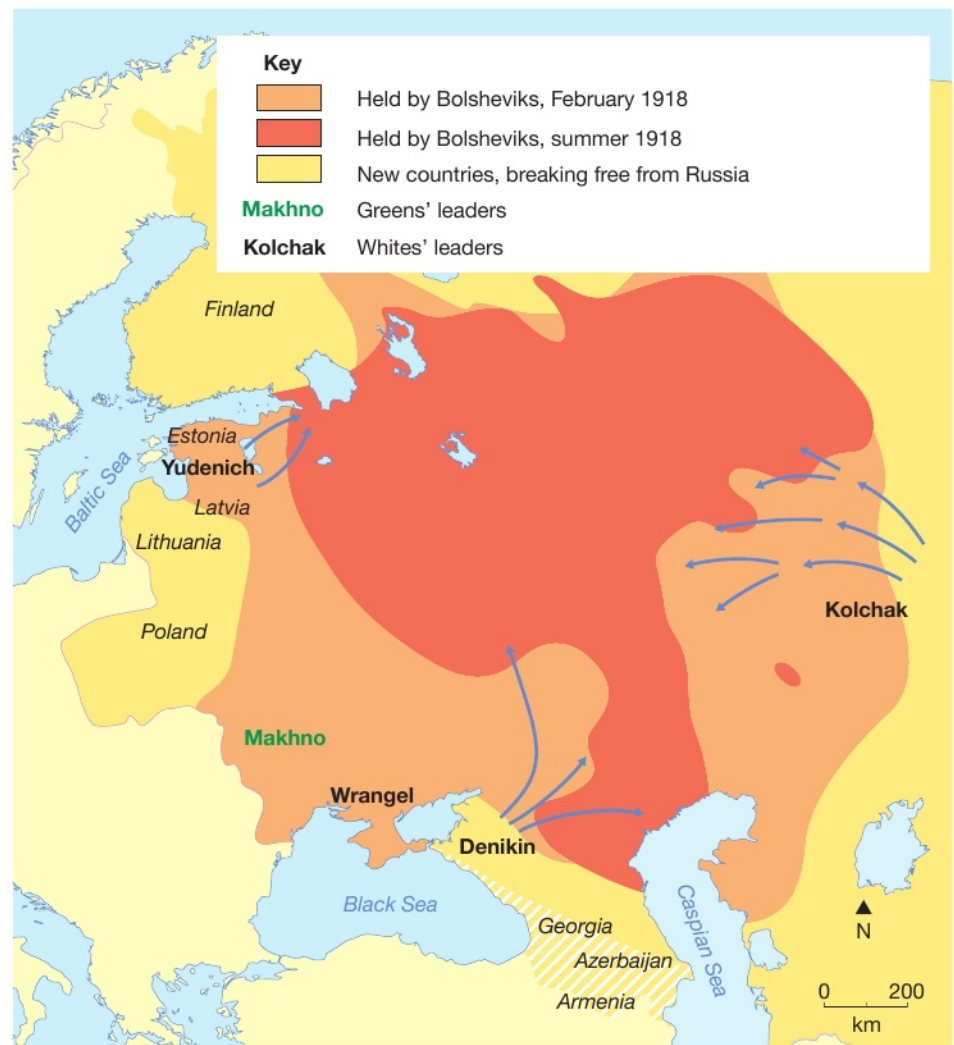 Key
Held by Bolsheviks, February 1918
Held by Bolsheviks, summer 1918
New countries, breaking free from Russia
Makhno Greens’ leaders
Kolchak Whites’ leaders
Finland
Estonia
Yudenich
Baltic Sea
Latvia
Lithuania
Kolchak
Poland
Makhno
Wrangel
Denikin
Black Sea
Caspian Sea
Georgia
N
Azerbaijan
Armenia
0 200
km